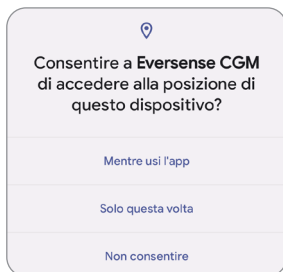 Consentire a Eversense CGM
di accedere alla posizione di
questo dispositivo?
Mentre usi l'app
Solo questa volta
Non consentire